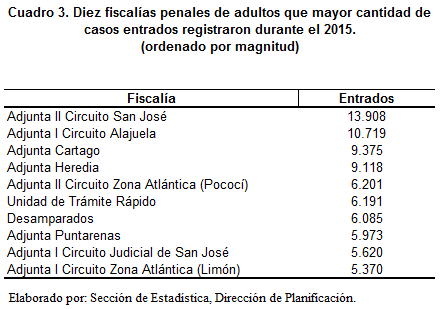 Cuadro 3. Diez fiscalías penales de adultos que mayor cantidad de
casos entrados registraron durante el 2015.
(ordenado por magnitud)
Fiscalía Entrados
Adjunta II Circuito San José 13.908
Adjunta I Circuito Alajuela 10.719
Adjunta Cartago 9.375
Adjunta Heredia 9.118
Adjunta II Circuito Zona Atlántica (Pococí) 6.201
Unidad de Trámite Rápido 6.191
Desamparados 6.085
Adjunta Puntarenas 5.973
Adjunta I Circuito Judicial de San José 5.620
Adjunta I Circuito Zona Atlántica (Limón) 5.370
Elaborado por: Sección de Estadística, Dirección de Planificación.